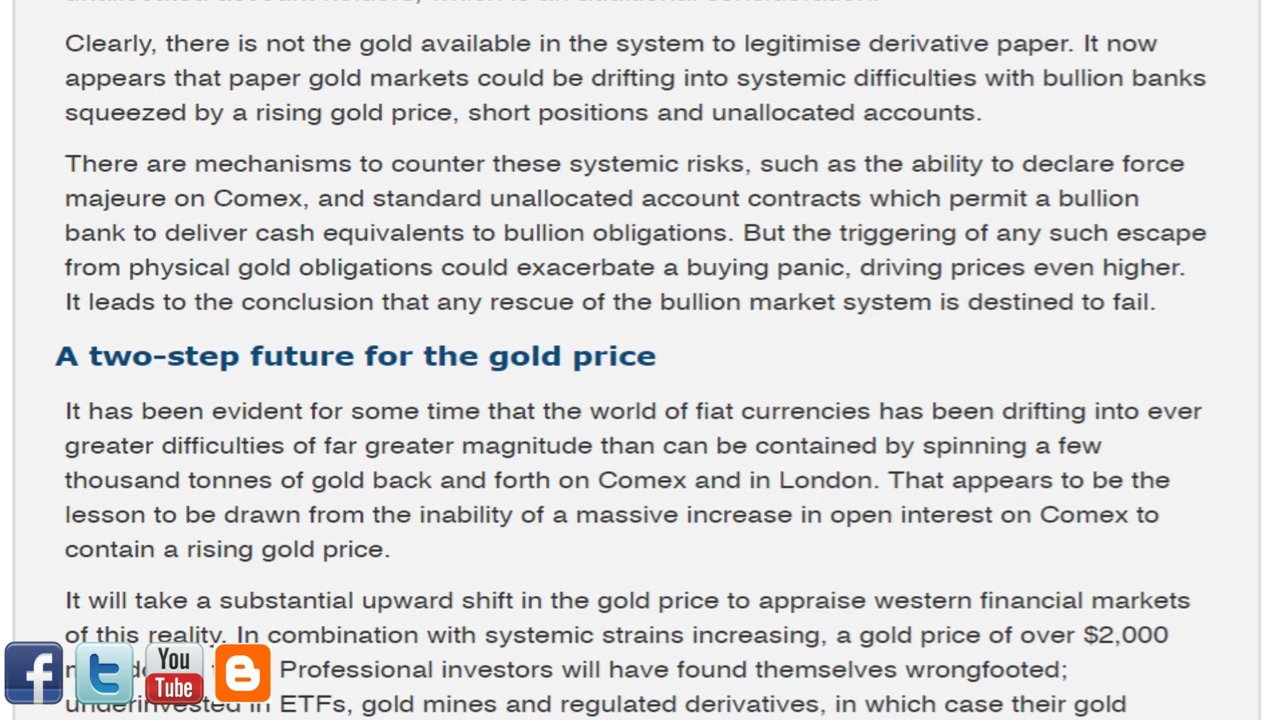 Clearly, there is not the gold available in the system to legitimise derivative paper. It now
appears that paper gold markets could be drifting into systemic difficulties with bullion banks
squeezed by a rising gold price, short positions and unallocated accounts.
There are mechanisms to counter these systemic risks, such as the ability to declare force
majeure on Comex, and standard unallocated account contracts which permit a bullion
bank to deliver cash equivalents to bullion obligations. But the triggering of any such escape
from physical gold obligations could exacerbate a buying panic, driving prices even higher.
It leads to the conclusion that any rescue of the bullion market system is destined to fail.
A two-step future for the gold price
It has been evident for some time that the world of fiat currencies has been drifting into ever
greater difficulties of far greater magnitude than can be contained by spinning a few
thousand tonnes of gold back and forth on Comex and in London. That appears to be the
lesson to be drawn from the inability of a massive increase in open interest on Comex to
contain a rising gold price.
It will take a substantial upward shift in the gold price to appraise western financial markets
of this reality. In combination with systemic strains increasing, a gold price of over $2,000
Professional investors will have found themselves wrongfooted;
underinvested in ETFs, gold mines and regulated derivatives, in which case their gold
f
t
You
Tube
B